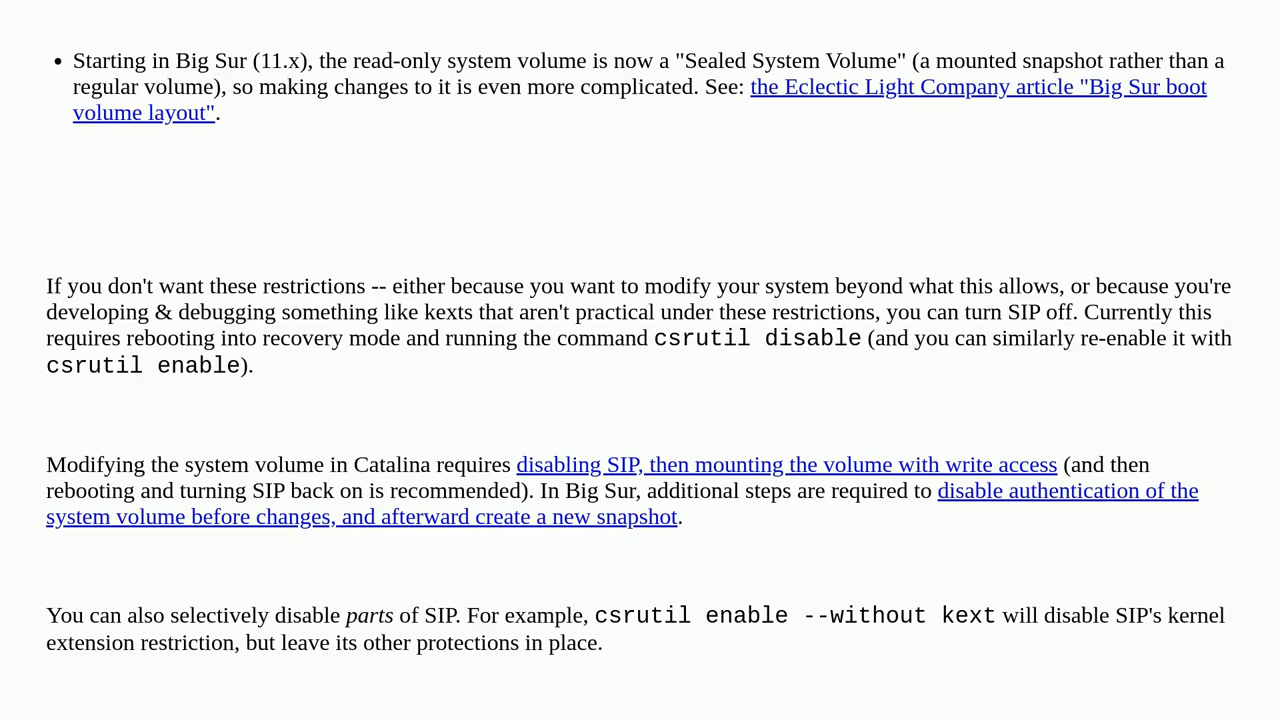 • Starting in Big Sur (11.x), the read-only system volume is now a "Sealed System Volume" (a mounted snapshot rather than a
regular volume), so making changes to it is even more complicated. See: the Eclectic Light Company article "Big Sur boot
volume layout".
If you don't want these restrictions -- either because you want to modify your system beyond what this allows, or because you're
developing & debugging something like kexts that aren't practical under these restrictions, you can turn SIP off. Currently this
requires rebooting into recovery mode and running the command csrutil disable (and you can similarly re-enable it with
csrutil enable).
Modifying the system volume in Catalina requires disabling SIP, then mounting the volume with write access (and then
rebooting and turning SIP back on is recommended). In Big Sur, additional steps are required to disable authentication of the
system volume before changes, and afterward create a new snapshot.
You can also selectively disable parts of SIP. For example, csrutil enable --without kext will disable SIP's kernel
extension restriction, but leave its other protections in place.